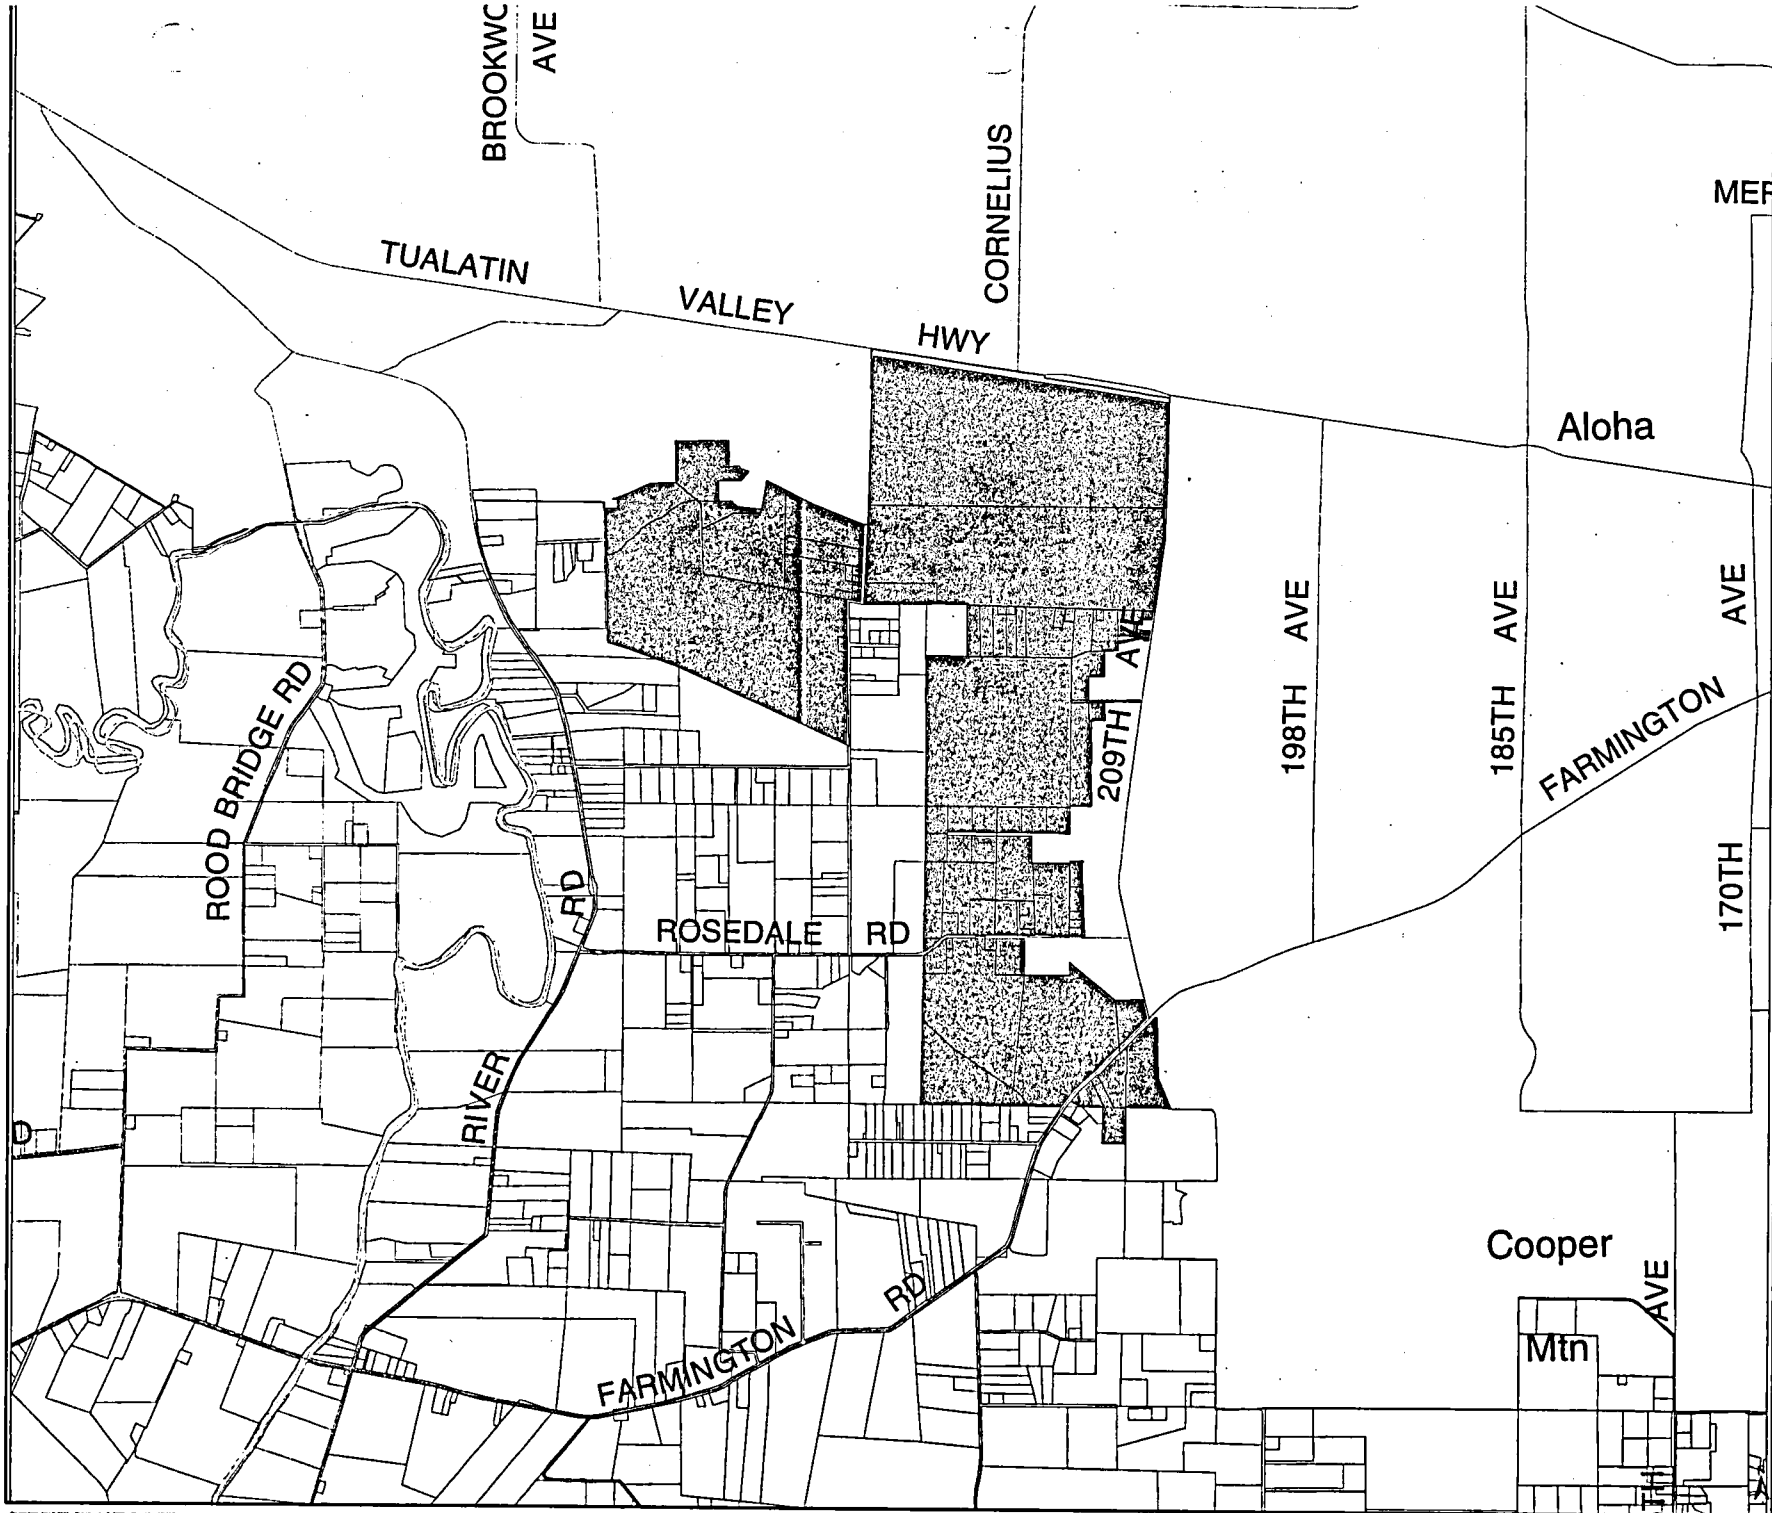 BROOKWO
AVE
CORNELIUS
MER
TUALATIN
VALLEY
HWY
Aloha
AVE
198TH AVE
185TH AVE
AVE
209TH
ROOD BRIDGE RD
FARMINGTON
170TH
RD
ROSEDALE RD
RIVER
D
Cooper
AVE
Mtn
RD
FARMINGTON